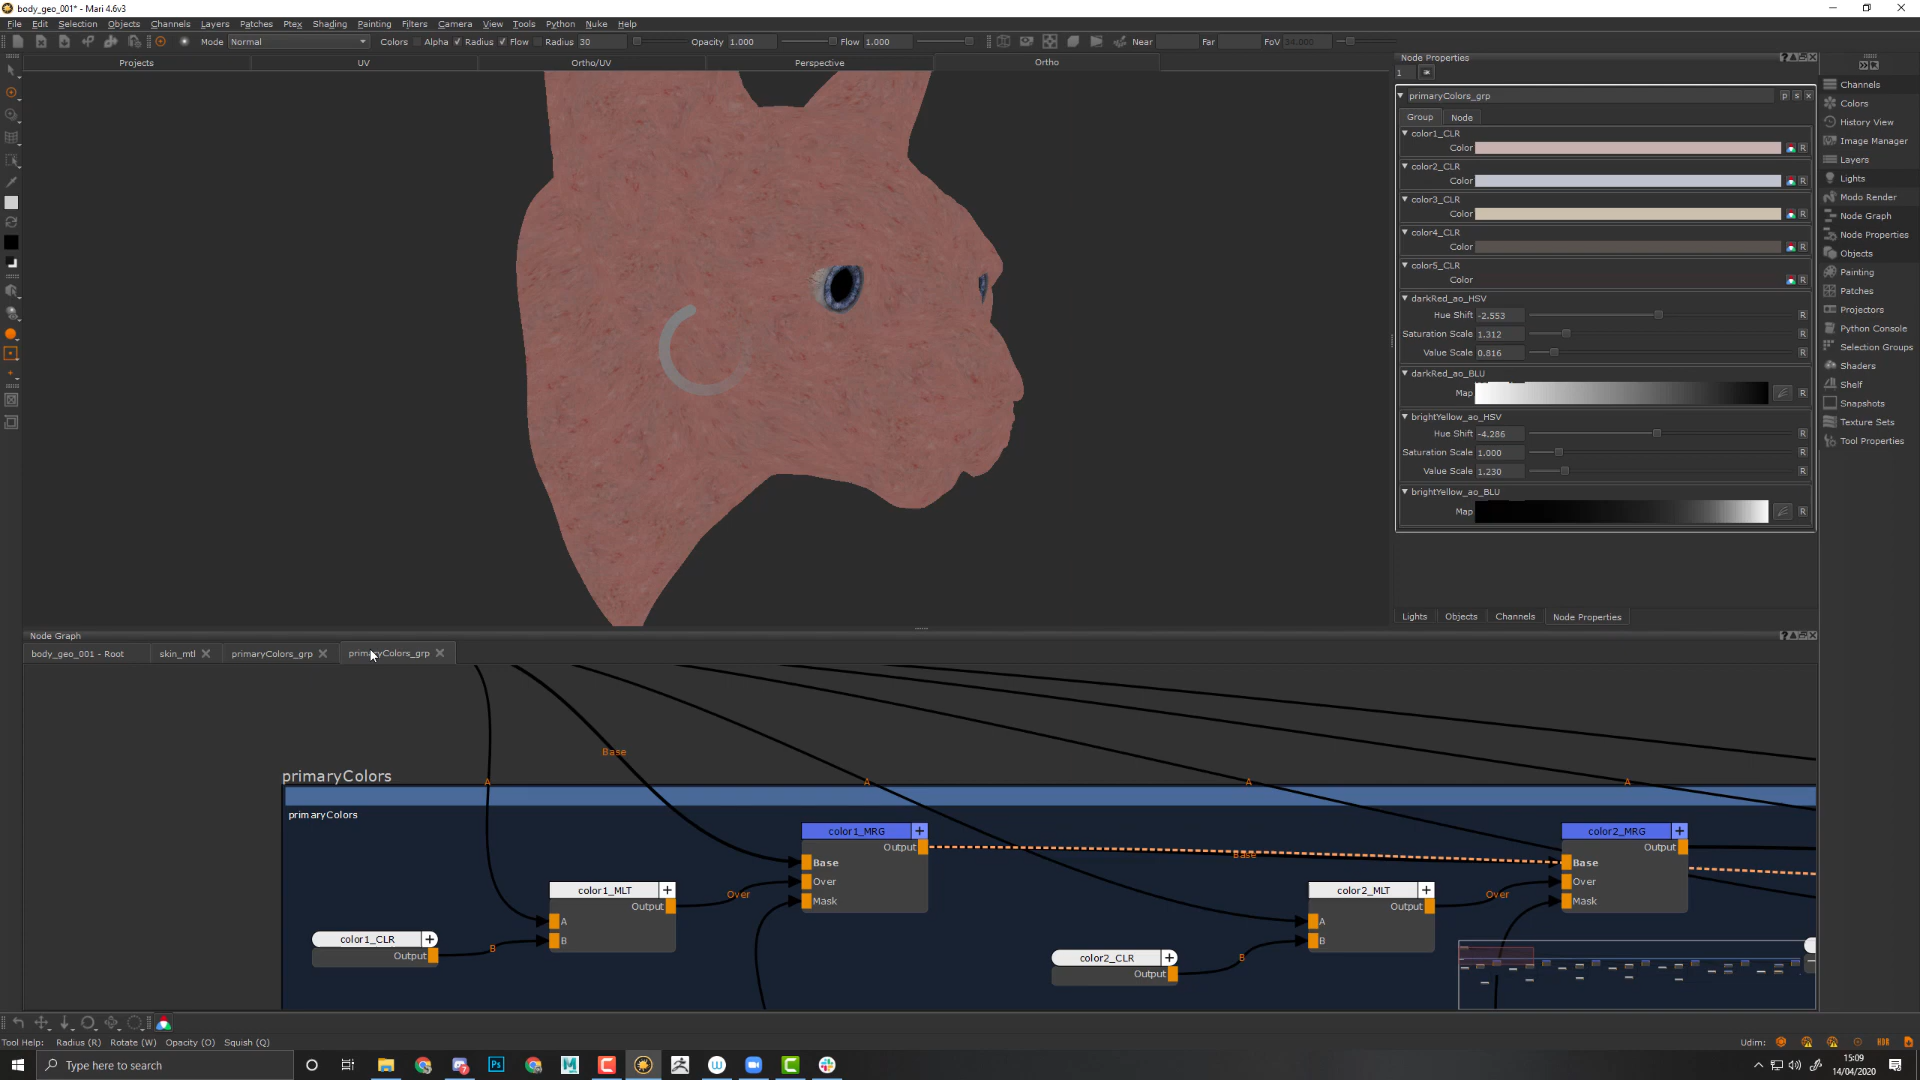 body_geo_001* - Mari 4.6v3
File Edit Selection Objects Channels Layers Patches Ptex Shading Painting Filters Camera View Tools Python Nuke Help
Mode Normal Colors Alpha Radius Flow Radius 30 Opacity 1.000 Flow 1.000 Near Far FoV 34.000
Projects UV Ortho/UV Perspective Ortho
Node Properties
1
primaryColors_grp p s x
Group Node
color1_CLR
Color R
color2_CLR
Color R
color3_CLR
Color R
color4_CLR
Color R
color5_CLR
Color R
darkRed_ao_HSV
Hue Shift -2.553 R
Saturation Scale 1.312 R
Value Scale 0.816 R
darkRed_ao_BLU
Map R
brightYellow_ao_HSV
Hue Shift -4.286 R
Saturation Scale 1.000 R
Value Scale 1.230 R
brightYellow_ao_BLU
Map R
Lights Objects Channels Node Properties
Channels
Colors
History View
Image Manager
Layers
Lights
Modo Render
Node Graph
Node Properties
Objects
Painting
Patches
Projectors
Python Console
Selection Groups
Shaders
Shelf
Snapshots
Texture Sets
Tool Properties
Node Graph
body_geo_001 - Root skin_mtl primaryColors_grp primaryColors_grp
Base
primaryColors A A A A
primaryColors
color1_MRG +
Output
Base
Over
Mask
color1_MLT +
Output
A
B
Over
color1_CLR +
Output
B
Base
color2_MRG +
Output
Base
Over
Mask
color2_MLT +
Output
A
B
Over
color2_CLR +
Output
B
Tool Help: Radius (R) Rotate (W) Opacity (O) Squish (Q) Udim:
Type here to search
15:09
14/04/2020